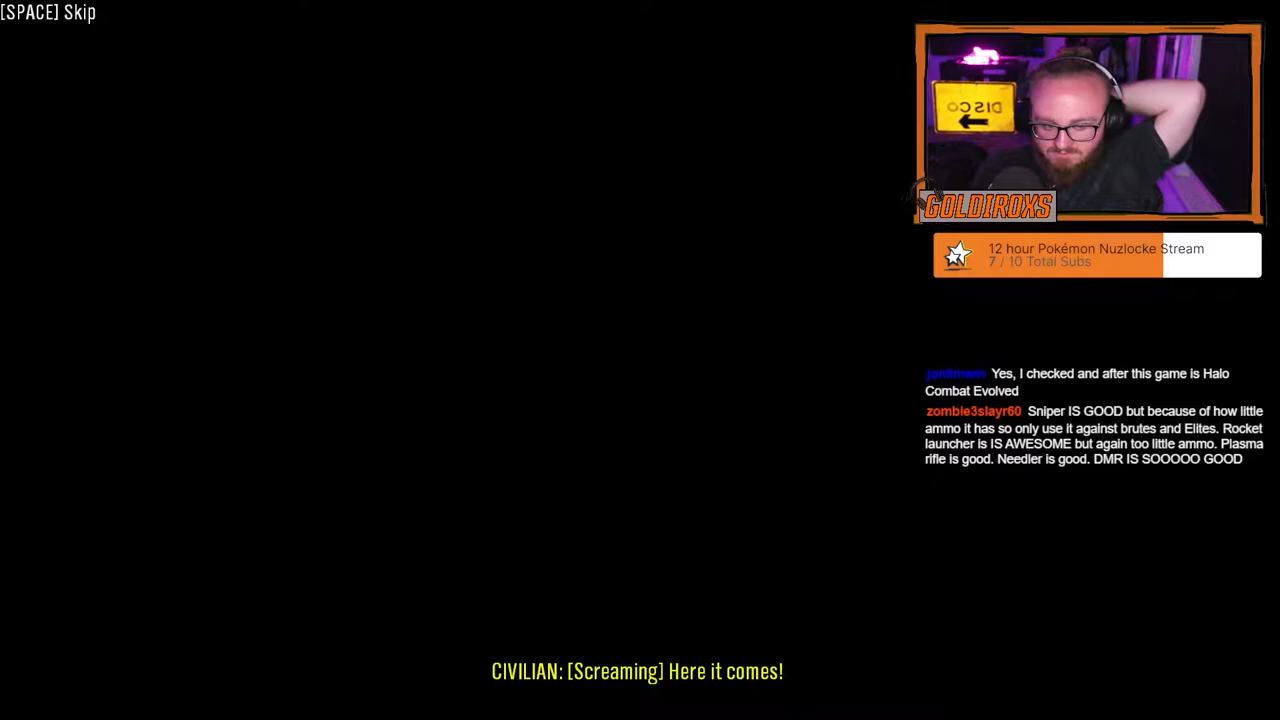 [SPACE] Skip
DISCO
GOLDIROXS
12 hour Pokémon Nuzlocke Stream
7 / 10 Total Subs
Yes, I checked and after this game is Halo
Combat Evolved
zombie3slayr60 Sniper IS GOOD but because of how little
ammo it has so only use it against brutes and Elites. Rocket
launcher is IS AWESOME but again too little ammo. Plasma
rifle is good. Needler is good. DMR IS SOOOOO GOOD
CIVILIAN: [Screaming] Here it comes!